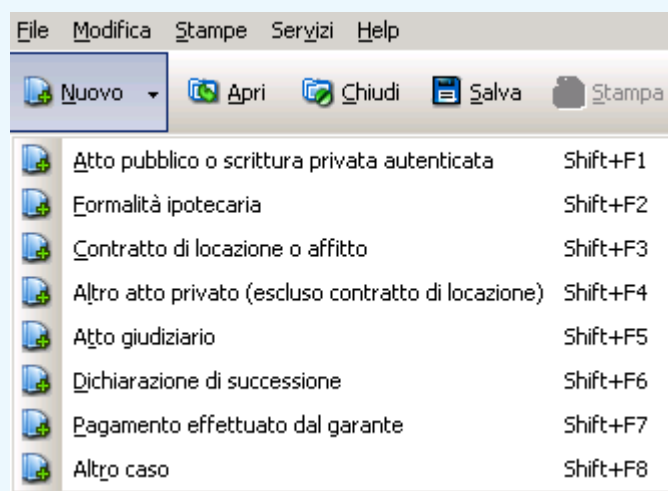 File Modifica Stampe Servizi Help
Nuovo Apri Chiudi Salva Stampa
Atto pubblico o scrittura privata autenticata Shift+F1
Formalità ipotecaria Shift+F2
Contratto di locazione o affitto Shift+F3
Altro atto privato (escluso contratto di locazione) Shift+F4
Atto giudiziario Shift+F5
Dichiarazione di successione Shift+F6
Pagamento effettuato dal garante Shift+F7
Altro caso Shift+F8